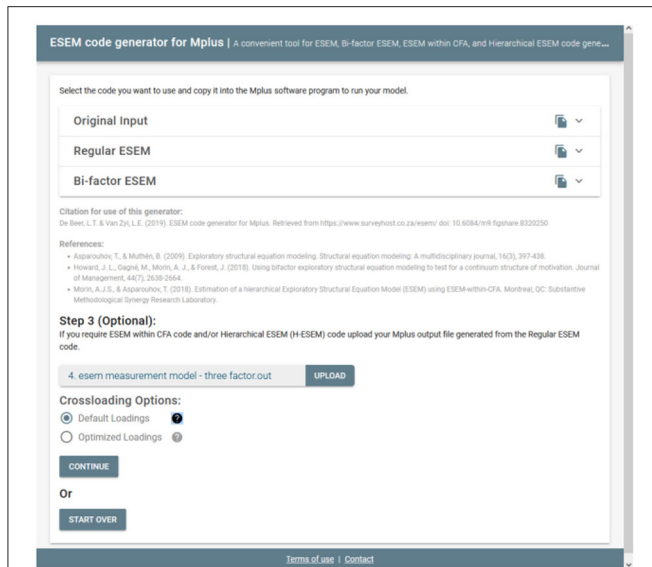 ESEM code generator for Mplus | A convenient tool for ESEM, Bi-factor ESEM, ESEM within CFA, and Hierarchical ESEM code gene...
Select the code you want to use and copy it into the Mplus software program to run your model.
Original Input
Regular ESEM
Bi-factor ESEM
Citation for use of this generator:
De Beer, L.T. & Van Zyl, L.E. (2019). ESEM code generator for Mplus. Retrieved from https://www.surveyhost.co.za/esem/ doi: 10.6084/m9.figshare.8320250
References:
• Asparouhov, T., & Muthén, B. (2009). Exploratory structural equation modeling. Structural equation modeling: A multidisciplinary journal, 16(3), 397-438.
• Howard, J. L., Gagné, M., Morin, A. J., & Forest, J. (2018). Using bifactor exploratory structural equation modeling to test for a continuum structure of motivation. Journal
of Management, 44(7), 2638-2664.
• Morin, A.J.S., & Asparouhov, T. (2018). Estimation of a hierarchical Exploratory Structural Equation Model (ESEM) using ESEM-within-CFA. Montreal, QC: Substantive
Methodological Synergy Research Laboratory.
Step 3 (Optional):
If you require ESEM within CFA code and/or Hierarchical ESEM (H-ESEM) code upload your Mplus output file generated from the Regular ESEM
code.
4. esem measurement model - three factor.out UPLOAD
Crossloading Options:
Default Loadings ?
Optimized Loadings ?
CONTINUE
Or
START OVER
Terms of use | Contact